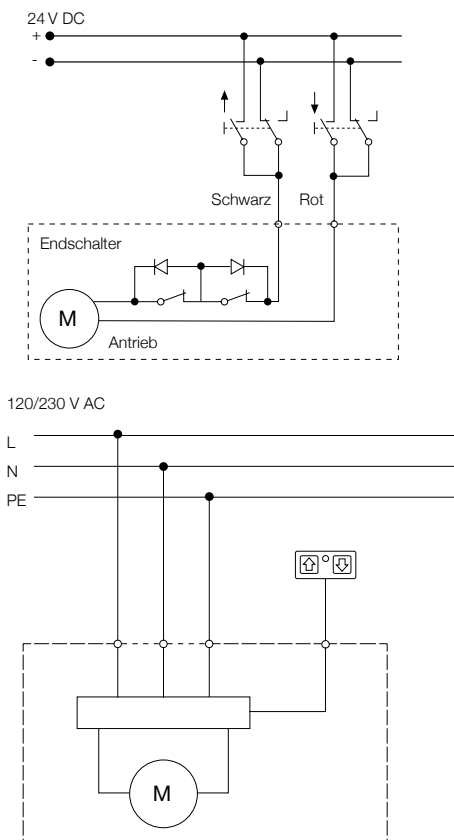 24 V DC
+
-
Schwarz Rot
Endschalter
M
Antrieb
120/230 V AC
L
N
PE
M